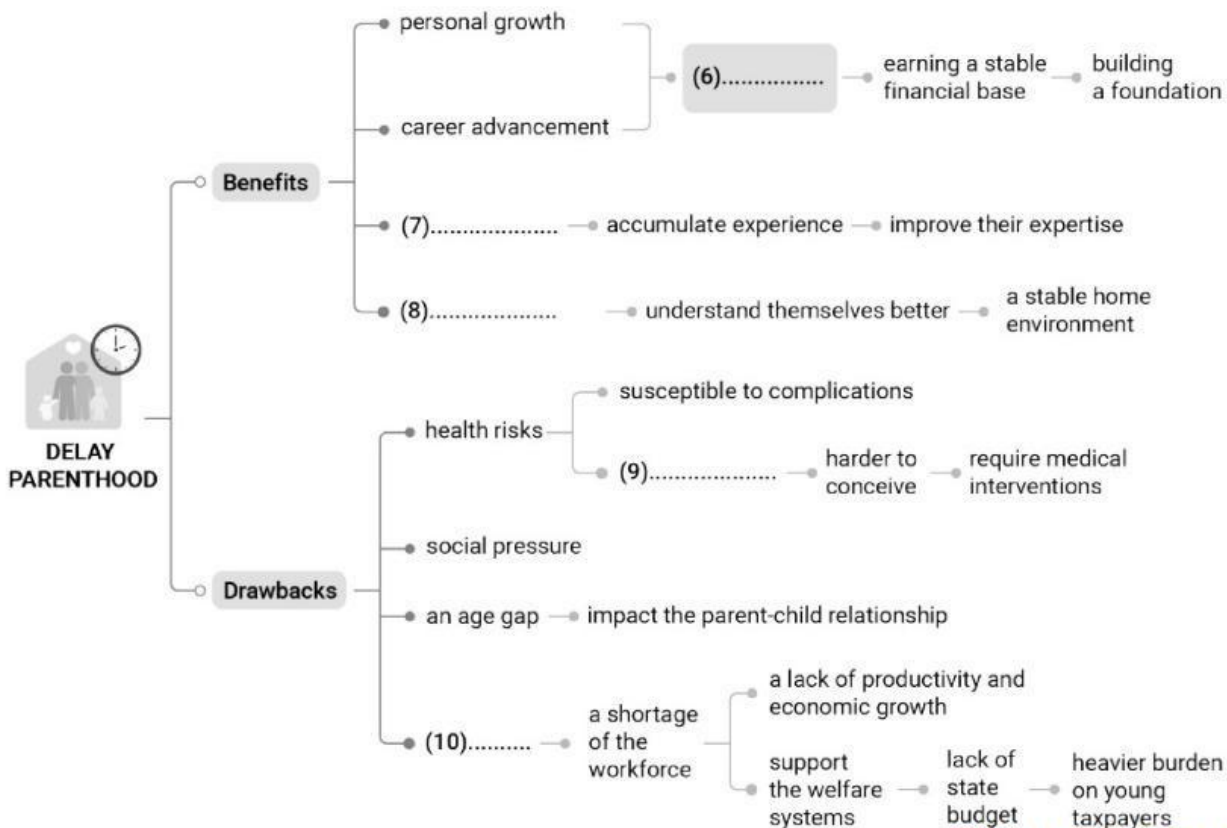 personal growth
(6)................
earning a stable
financial base
building
a foundation
career advancement
Benefits
(7)....................
accumulate experience
improve their expertise
(8)....................
understand themselves better
a stable home
environment
DELAY
PARENTHOOD
health risks
susceptible to complications
(9)....................
harder to
conceive
require medical
interventions
social pressure
Drawbacks
an age gap
impact the parent-child relationship
(10)..........
a shortage
of the
workforce
a lack of productivity and
economic growth
support
the welfare
systems
lack of
state
budget
heavier burden
on young
taxpayers